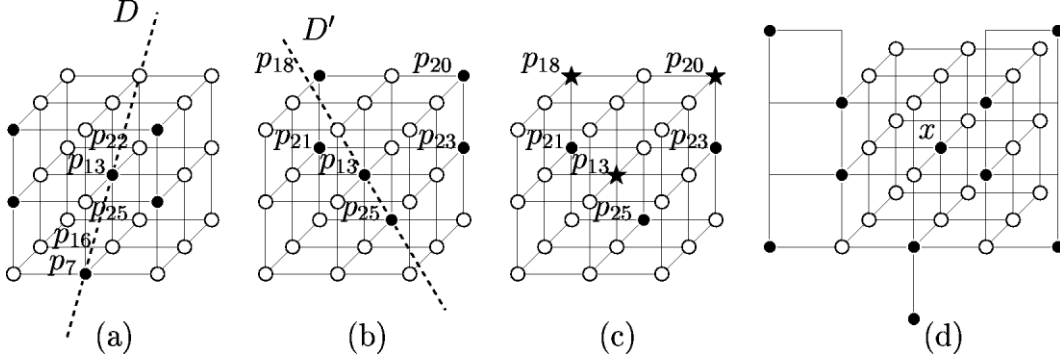 D
p₂₂
p₁₃
p₂₅
p₁₆
p₇
(a)
D′
p₁₈ p₂₀
p₂₁ p₂₃
p₁₃
p₂₅
(b)
p₁₈ p₂₀
p₂₁ p₂₃
p₁₃
p₂₅
(c)
x
(d)